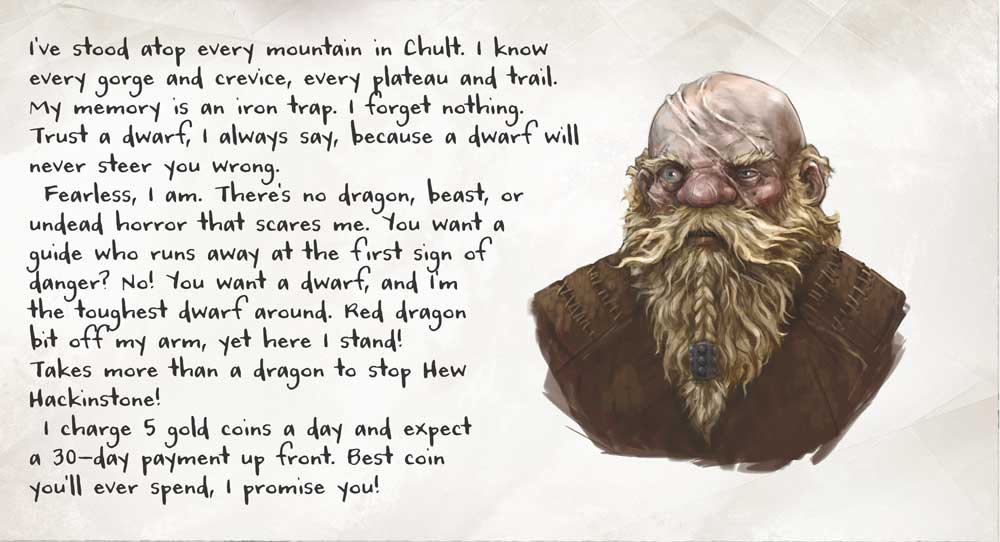 I've stood atop every mountain in Chult. I know
every gorge and crevice, every plateau and trail.
My memory is an iron trap. I forget nothing.
Trust a dwarf, I always say, because a dwarf will
never steer you wrong.
Fearless, I am. There's no dragon, beast, or
undead horror that scares me. You want a
guide who runs away at the first sign of
danger? No! You want a dwarf, and I'm
the toughest dwarf around. Red dragon
bit off my arm, yet here I stand!
Takes more than a dragon to stop Hew
Hackinstone!
I charge 5 gold coins a day and expect
a 30–day payment up front. Best coin
you'll ever spend, I promise you!